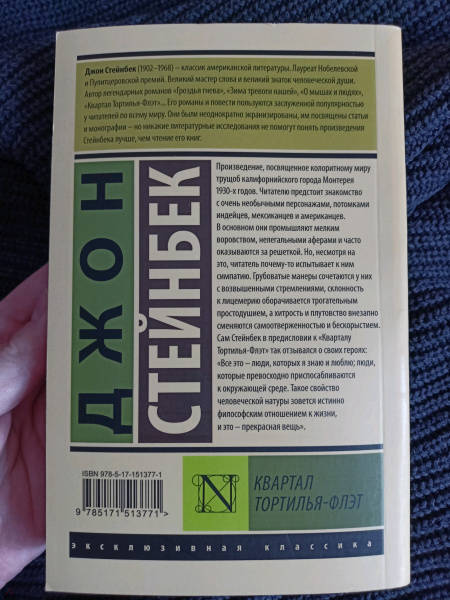 Джон Стейнбек (1902–1968) – классик американской литературы. Лауреат Нобелевской
и Пулитцеровской премий. Великий мастер слова и великий знаток человеческой души.
Автор легендарных романов «Гроздья гнева», «Зима тревоги нашей», «О мышах и людях»,
«Квартал Тортилья-Флэт»... Его романы и повести пользуются заслуженной популярностью
у читателей по всему миру. Они были неоднократно экранизированы, им посвящены статьи
и монографии – но никакие литературные исследования не помогут понять произведения
Стейнбека лучше, чем чтение его книг.
ДЖОН
СТЕЙНБЕК
Произведение, посвященное колоритному миру
трущоб калифорнийского города Монтерея
1930-х годов. Читателю предстоит знакомство
с очень необычными персонажами, потомками
индейцев, мексиканцев и американцев.
В основном они промышляют мелким
воровством, нелегальными аферами и часто
оказываются за решеткой. Но, несмотря на
это, читатель почему-то испытывает к ним
симпатию. Грубоватые манеры сочетаются у них
с возвышенными стремлениями, склонность
к лицемерию оборачивается трогательным
простодушием, а хитрость и плутовство внезапно
сменяются самоотверженностью и бескорыстием.
Сам Стейнбек в предисловии к «Кварталу
Тортилья-Флэт» так отзывался о своих героях:
«Все это – люди, которых я знаю и люблю; люди,
которые превосходно приспосабливаются
к окружающей среде. Такое свойство
человеческой натуры зовется истинно
философским отношением к жизни,
и это – прекрасная вещь».
ISBN 978-5-17-151377-1
9 785171 513771 >
N
КВАРТАЛ
ТОРТИЛЬЯ-ФЛЭТ
эксклюзивная классика